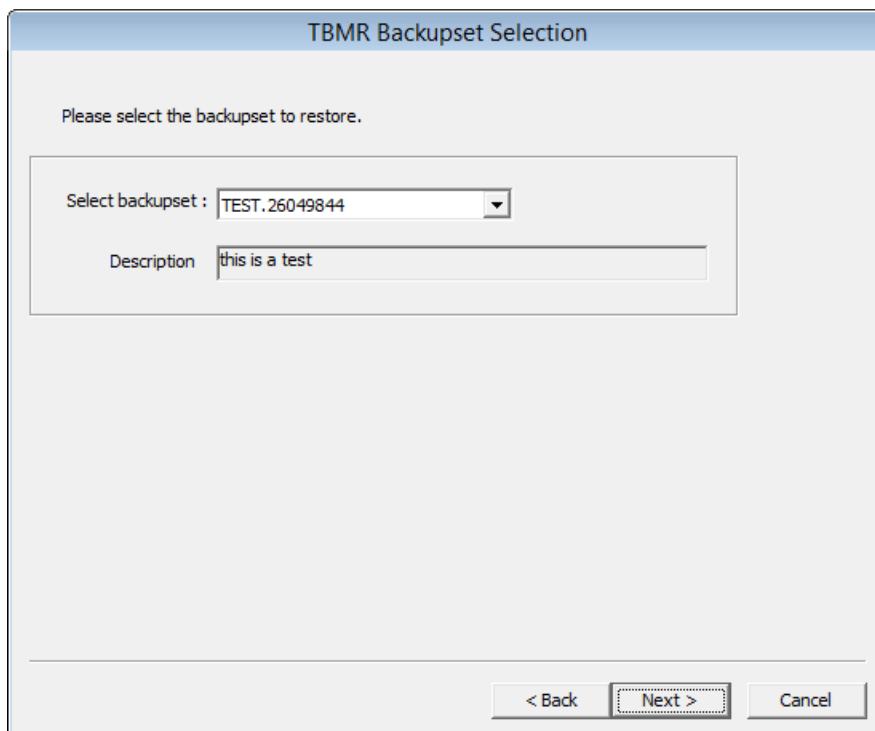 TBMR Backupset Selection
Please select the backupset to restore.
Select backupset : TEST.26049844
Description this is a test
< Back Next > Cancel